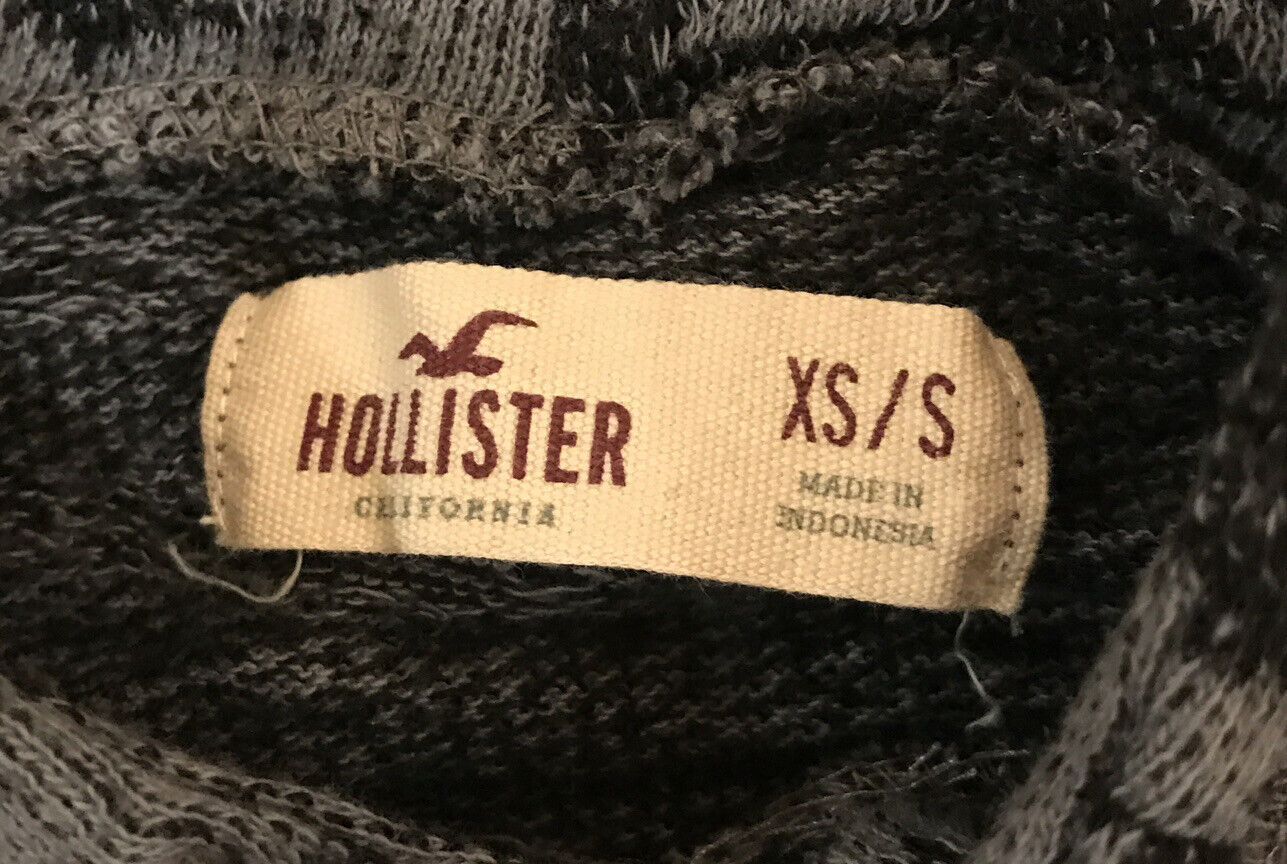 HOLLISTER
CALIFORNIA
XS/S
MADE IN
INDONESIA